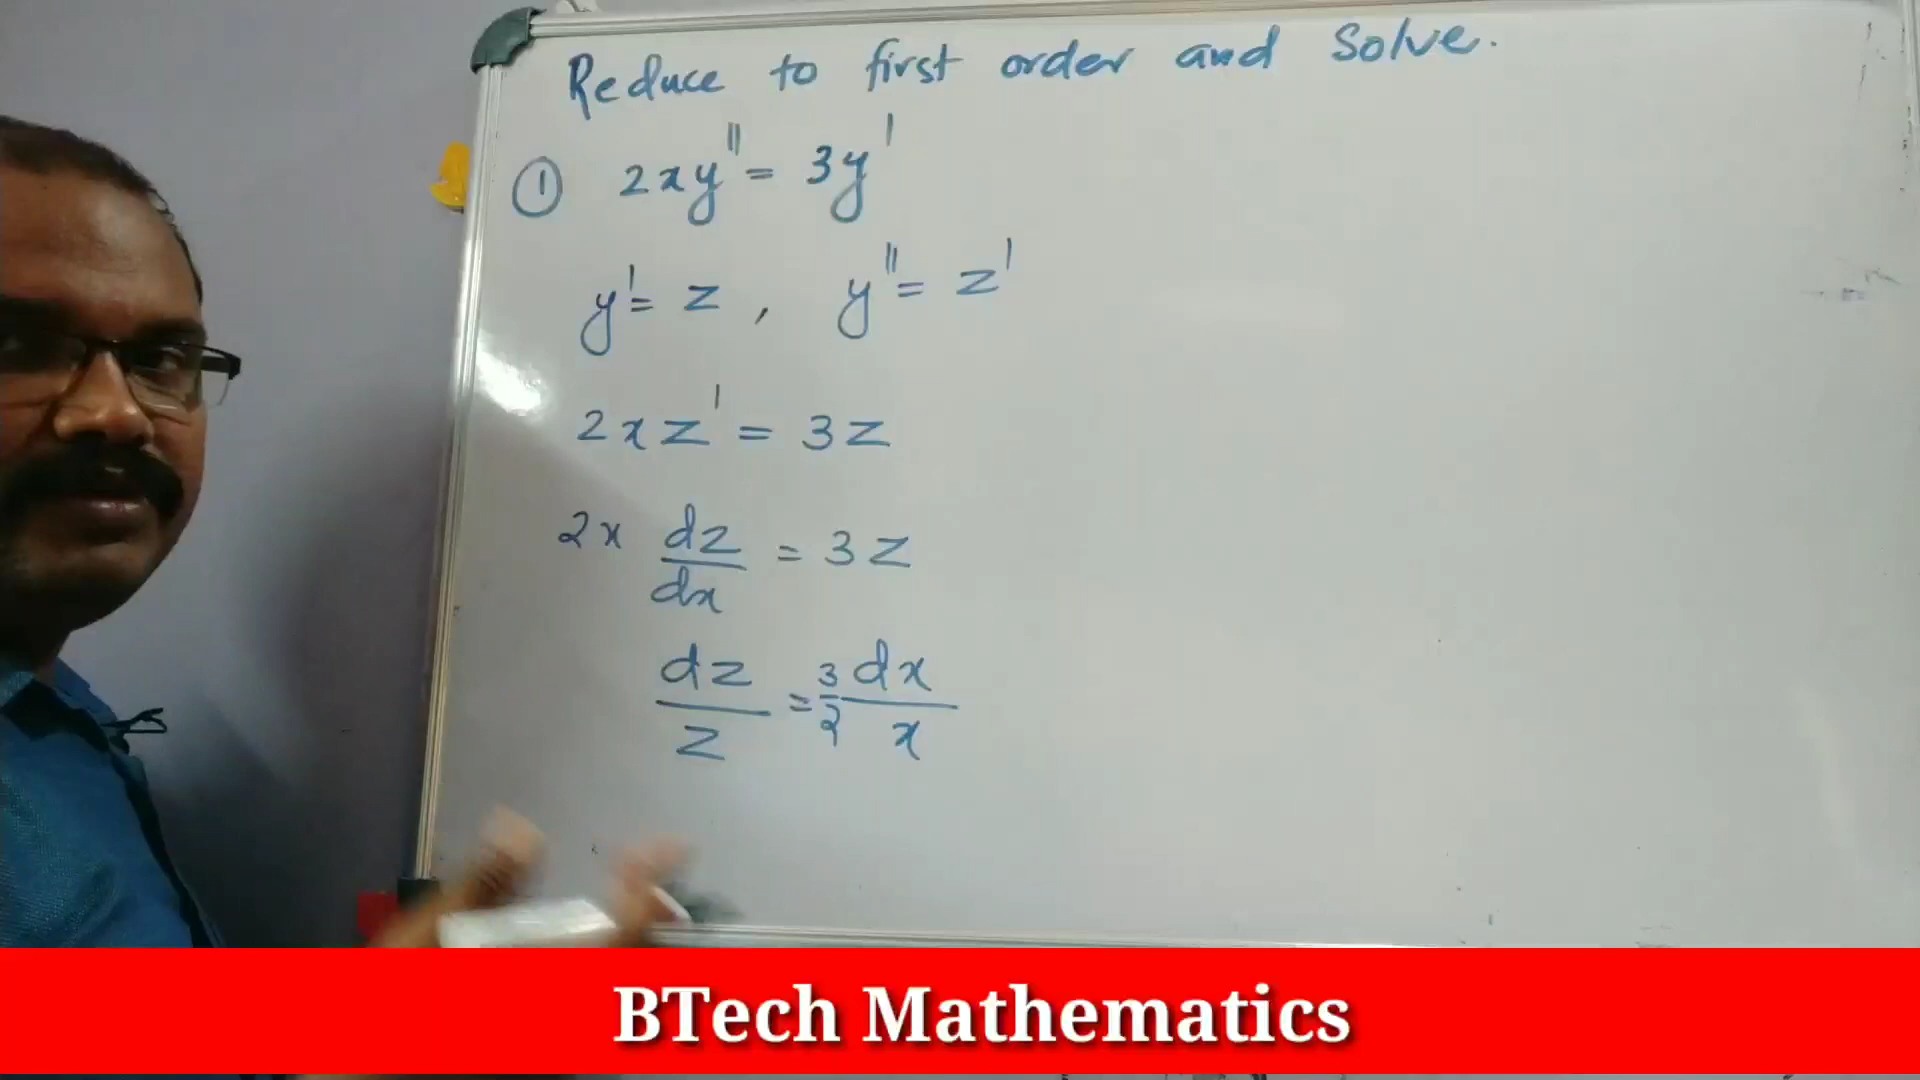 Reduce to first order and Solve.
① 2xy'' = 3y'
y' = z , y'' = z'
2xz' = 3z
2x dz/dx = 3z
dz/z = 3/2 dx/x
BTech Mathematics